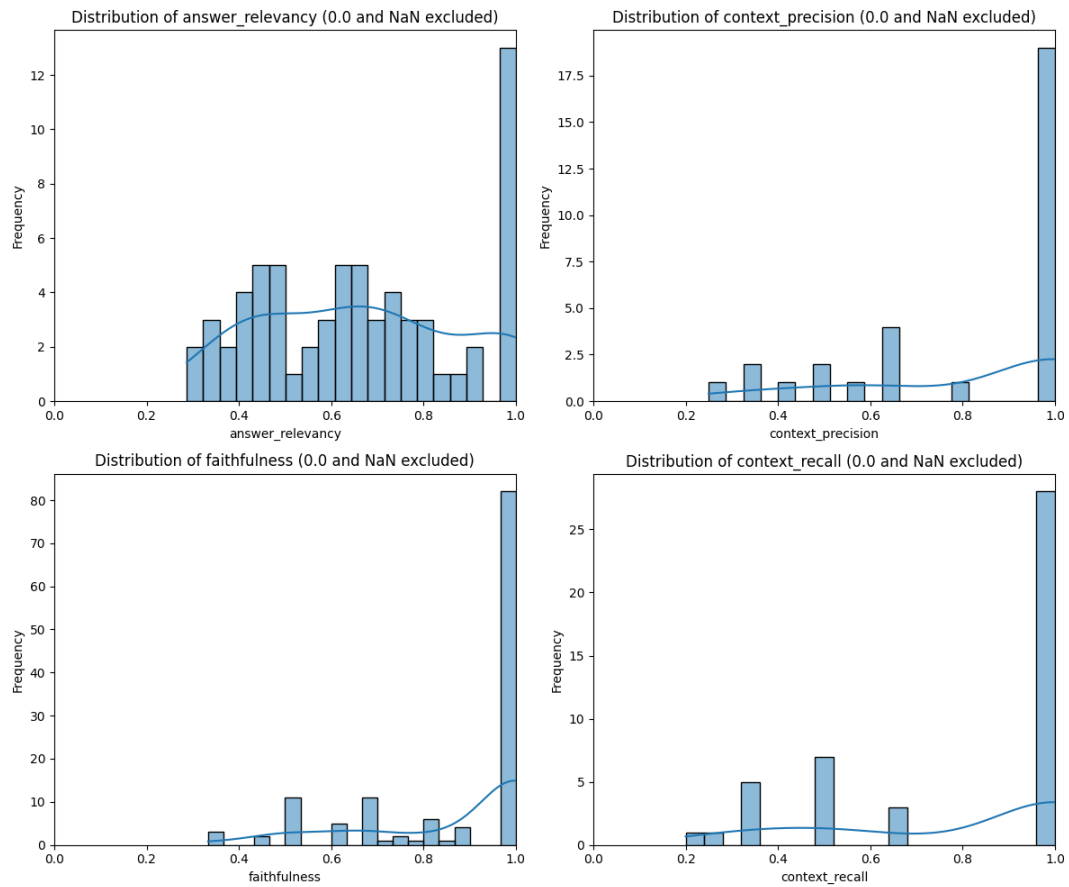 Distribution of answer_relevancy (0.0 and NaN excluded)
12
10
8
6
4
2
0
Frequency
0.0 0.2 0.4 0.6 0.8 1.0
answer_relevancy
Distribution of context_precision (0.0 and NaN excluded)
17.5
15.0
12.5
10.0
7.5
5.0
2.5
0.0
Frequency
0.0 0.2 0.4 0.6 0.8 1.0
context_precision
Distribution of faithfulness (0.0 and NaN excluded)
80
70
60
50
40
30
20
10
0
Frequency
0.0 0.2 0.4 0.6 0.8 1.0
faithfulness
Distribution of context_recall (0.0 and NaN excluded)
25
20
15
10
5
0
Frequency
0.0 0.2 0.4 0.6 0.8 1.0
context_recall